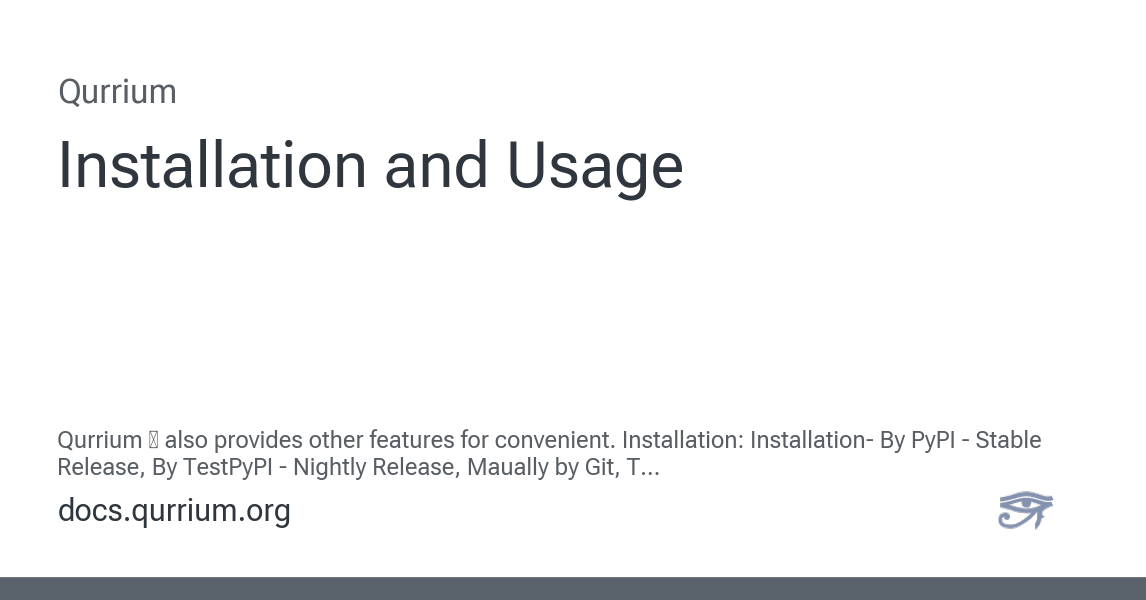 Qurrium
Installation and Usage
Qurrium also provides other features for convenient. Installation: Installation- By PyPI - Stable
Release, By TestPyPI - Nightly Release, Maually by Git, T...
docs.qurrium.org